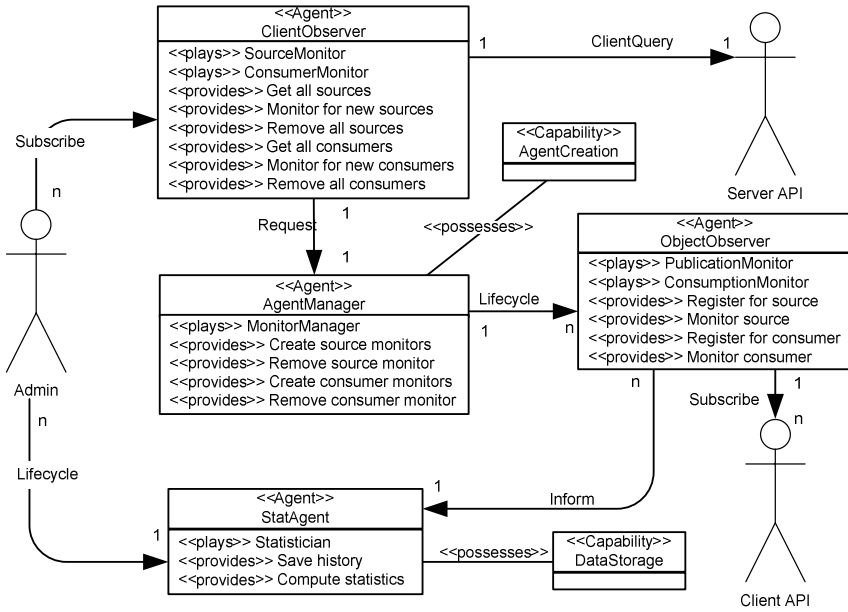 <<Agent>>
ClientObserver
<<plays>> SourceMonitor
<<plays>> ConsumerMonitor
<<provides>> Get all sources
<<provides>> Monitor for new sources
<<provides>> Remove all sources
<<provides>> Get all consumers
<<provides>> Monitor for new consumers
<<provides>> Remove all consumers
1
ClientQuery
1
Server API
Subscribe
n
<<Capability>>
AgentCreation
<<possesses>>
1
Request
1
<<Agent>>
AgentManager
<<plays>> MonitorManager
<<provides>> Create source monitors
<<provides>> Remove source monitor
<<provides>> Create consumer monitors
<<provides>> Remove consumer monitor
Lifecycle
1
n
<<Agent>>
ObjectObserver
<<plays>> PublicationMonitor
<<plays>> ConsumptionMonitor
<<provides>> Register for source
<<provides>> Monitor source
<<provides>> Register for consumer
<<provides>> Monitor consumer
n
1
Subscribe
n
Client API
Admin
n
Lifecycle
1
1
Inform
<<Agent>>
StatAgent
<<plays>> Statistician
<<provides>> Save history
<<provides>> Compute statistics
<<possesses>>
<<Capability>>
DataStorage